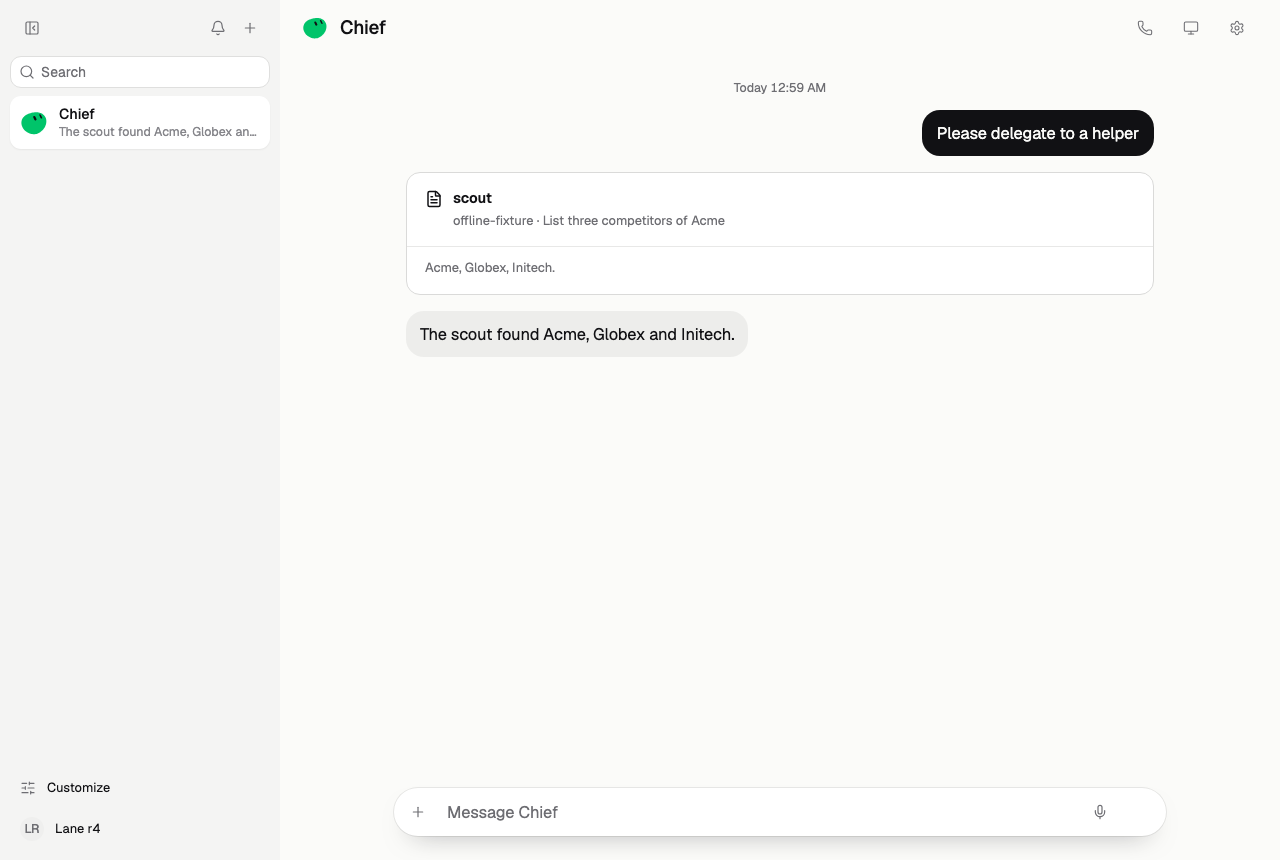 Search
Chief
The scout found Acme, Globex an...
Customize
LR
Lane r4
Chief
Today 12:59 AM
Please delegate to a helper
scout
offline-fixture · List three competitors of Acme
Acme, Globex, Initech.
The scout found Acme, Globex and Initech.
Message Chief